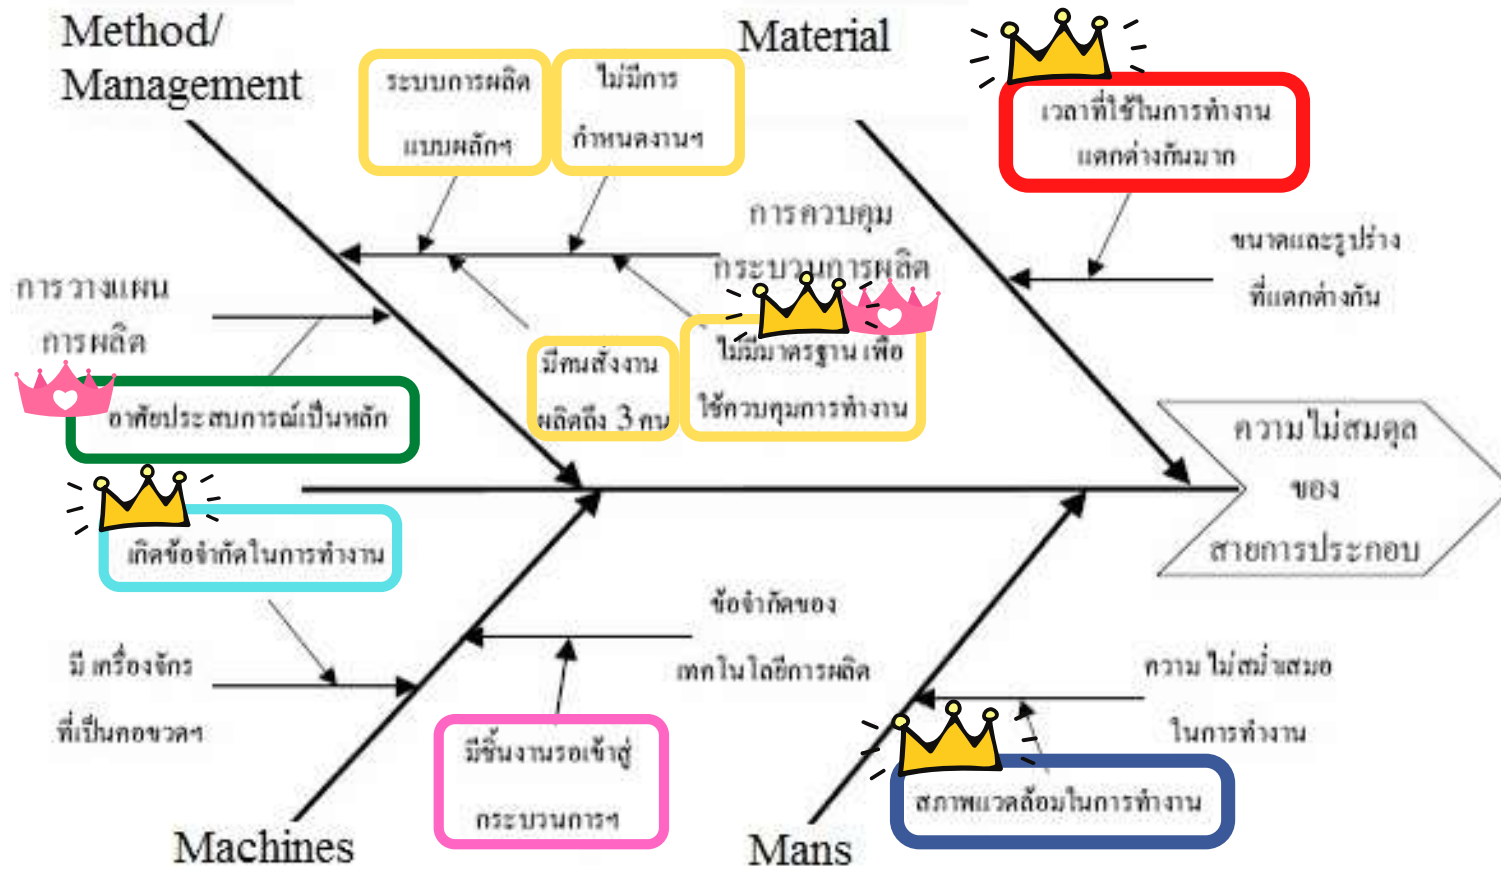 Method/
Management
Material
ระบบการผลิต
แบบผลักฯ
ไม่มีการ
กำหนดงานฯ
เวลาที่ใช้ในการทำงาน
แตกต่างกันมาก
การควบคุม
กระบวนการผลิต
ขนาดและรูปร่าง
ที่แตกต่างกัน
การวางแผน
การผลิต
อาศัยประสบการณ์เป็นหลัก
มีคนสั่งงาน
ผลิตถึง 3 คน
ไม่มีมาตรฐาน เพื่อ
ใช้ควบคุมการทำงาน
ความไม่สมดุล
ของ
สายการประกอบ
เกิดข้อจำกัดในการทำงาน
มี เครื่องจักร
ที่เป็นคอขวดฯ
ข้อจำกัดของ
เทคโนโลยีการผลิต
มีชิ้นงานรอเข้าสู่
กระบวนการฯ
ความ ไม่สม่ำเสมอ
ในการทำงาน
สภาพแวดล้อมในการทำงาน
Machines
Mans